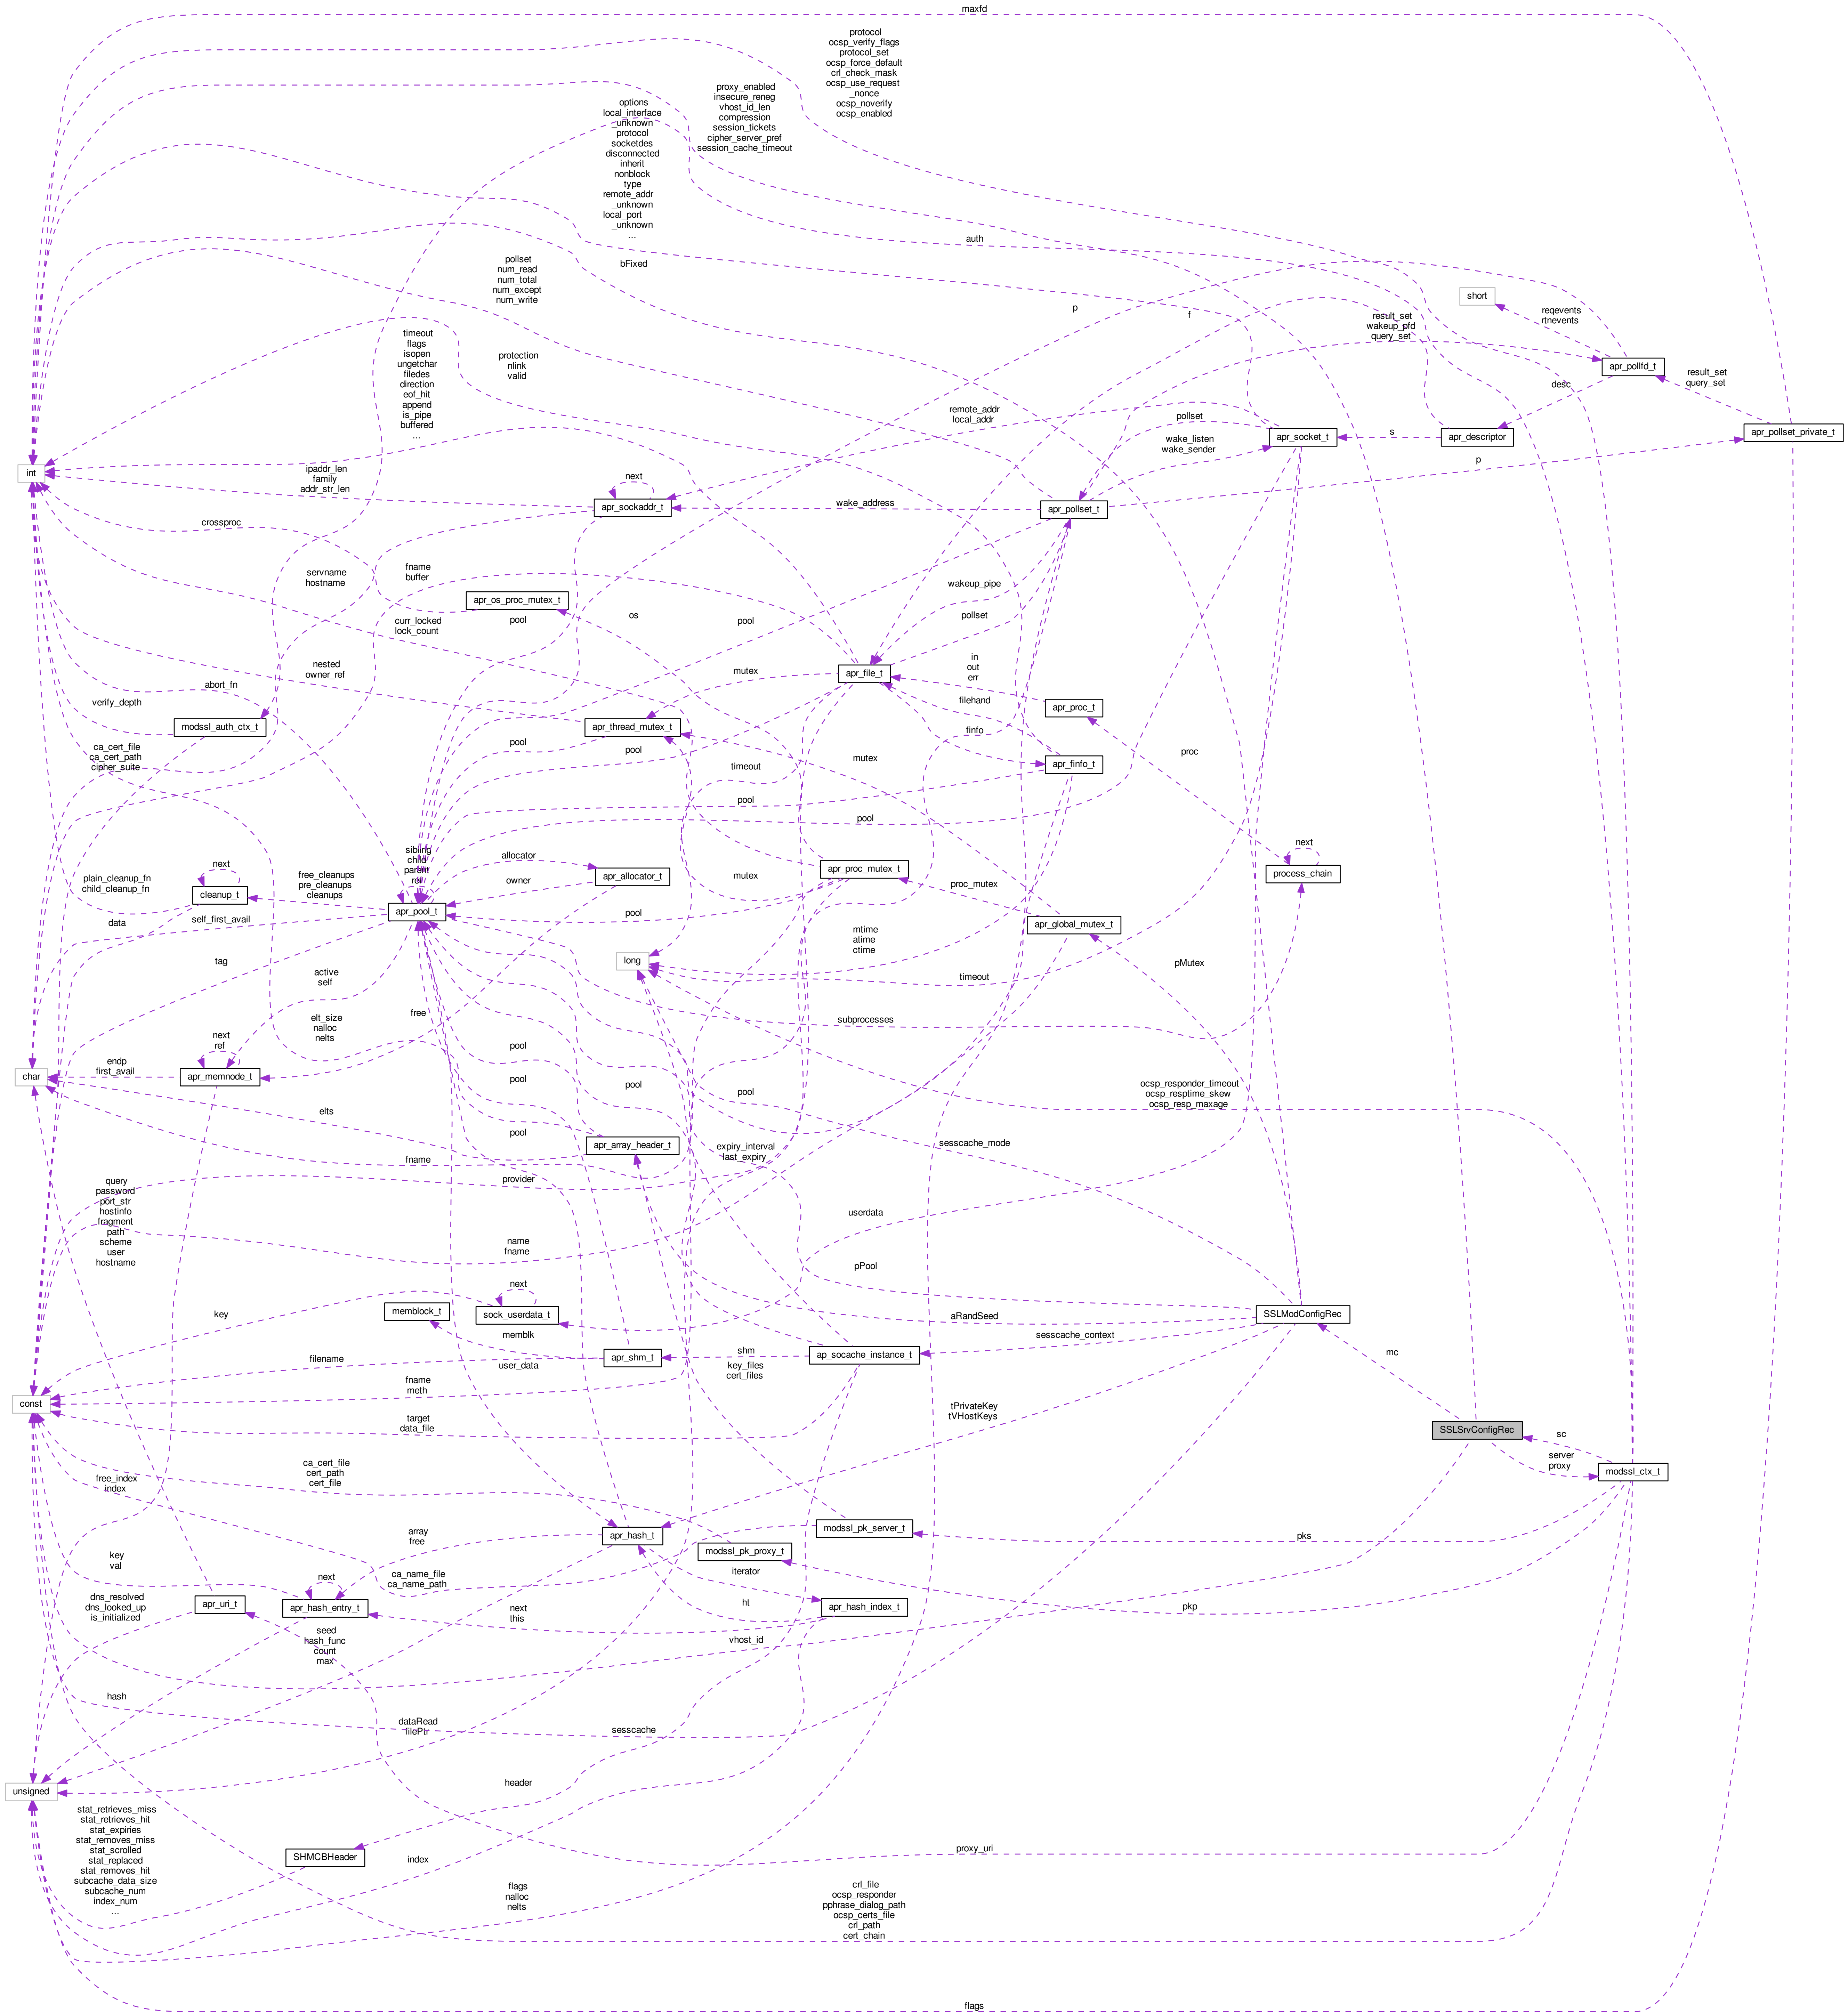 maxfd
protocol
ocsp_verify_flags
protocol_set
ocsp_force_default
crl_check_mask
ocsp_use_request
_nonce
ocsp_noverify
ocsp_enabled
proxy_enabled
insecure_reneg
vhost_id_len
compression
session_tickets
cipher_server_pref
session_cache_timeout
options
local_interface
_unknown
protocol
socketdes
disconnected
inherit
nonblock
type
remote_addr
_unknown
local_port
_unknown
...
auth
bFixed
pollset
num_read
num_total
num_except
num_write
short
reqevents
rtnevents
p
f
result_set
wakeup_pfd
query_set
p
apr_pollfd_t
result_set
query_set
desc
timeout
flags
isopen
ungetchar
filedes
direction
eof_hit
append
is_pipe
buffered
...
protection
nlink
valid
remote_addr
local_addr
pollset
apr_socket_t
s
apr_descriptor
apr_pollset_private_t
wake_listen
wake_sender
p
int
ipaddr_len
family
addr_str_len
next
apr_sockaddr_t
wake_address
apr_pollset_t
crossproc
servname
hostname
fname
buffer
wakeup_pipe
apr_os_proc_mutex_t
curr_locked
lock_count
pool
os
pool
pollset
nested
owner_ref
mutex
apr_file_t
in
out
err
abort_fn
verify_depth
modssl_auth_ctx_t
apr_thread_mutex_t
filehand
apr_proc_t
finfo
ca_cert_file
ca_cert_path
cipher_suite
pool
pool
timeout
mutex
apr_finfo_t
proc
pool
pool
plain_cleanup_fn
child_cleanup_fn
next
cleanup_t
free_cleanups
pre_cleanups
cleanups
sibling
child
parent
ref
allocator
apr_allocator_t
mutex
apr_proc_mutex_t
next
process_chain
owner
proc_mutex
data
self_first_avail
apr_pool_t
pool
apr_global_mutex_t
tag
active
self
long
mtime
atime
ctime
timeout
pMutex
elt_size
nalloc
nelts
free
subprocesses
next
ref
char
endp
first_avail
apr_memnode_t
pool
pool
pool
pool
ocsp_responder_timeout
ocsp_resptime_skew
ocsp_resp_maxage
elts
pool
apr_array_header_t
expiry_interval
last_expiry
sesscache_mode
fname
provider
query
password
port_str
hostinfo
fragment
path
scheme
user
hostname
name
fname
userdata
pPool
key
next
memblock_t
sock_userdata_t
aRandSeed
SSLModConfigRec
memblk
sesscache_context
filename
user_data
apr_shm_t
shm
ap_socache_instance_t
mc
key_files
cert_files
const
fname
meth
target
data_file
tPrivateKey
tVHostKeys
SSLSrvConfigRec
sc
server
proxy
modssl_ctx_t
ca_cert_file
cert_path
cert_file
free_index
index
array
free
apr_hash_t
modssl_pk_server_t
pks
modssl_pk_proxy_t
key
val
next
ca_name_file
ca_name_path
iterator
dns_resolved
dns_looked_up
is_initialized
apr_uri_t
apr_hash_entry_t
next
this
ht
apr_hash_index_t
pkp
seed
hash_func
count
max
vhost_id
hash
dataRead
filePtr
sesscache
unsigned
header
stat_retrieves_miss
stat_retrieves_hit
stat_expiries
stat_removes_miss
stat_scrolled
stat_replaced
stat_removes_hit
subcache_data_size
subcache_num
index_num
...
SHMCBHeader
index
proxy_uri
flags
nalloc
nelts
crl_file
ocsp_responder
pphrase_dialog_path
ocsp_certs_file
crl_path
cert_chain
flags